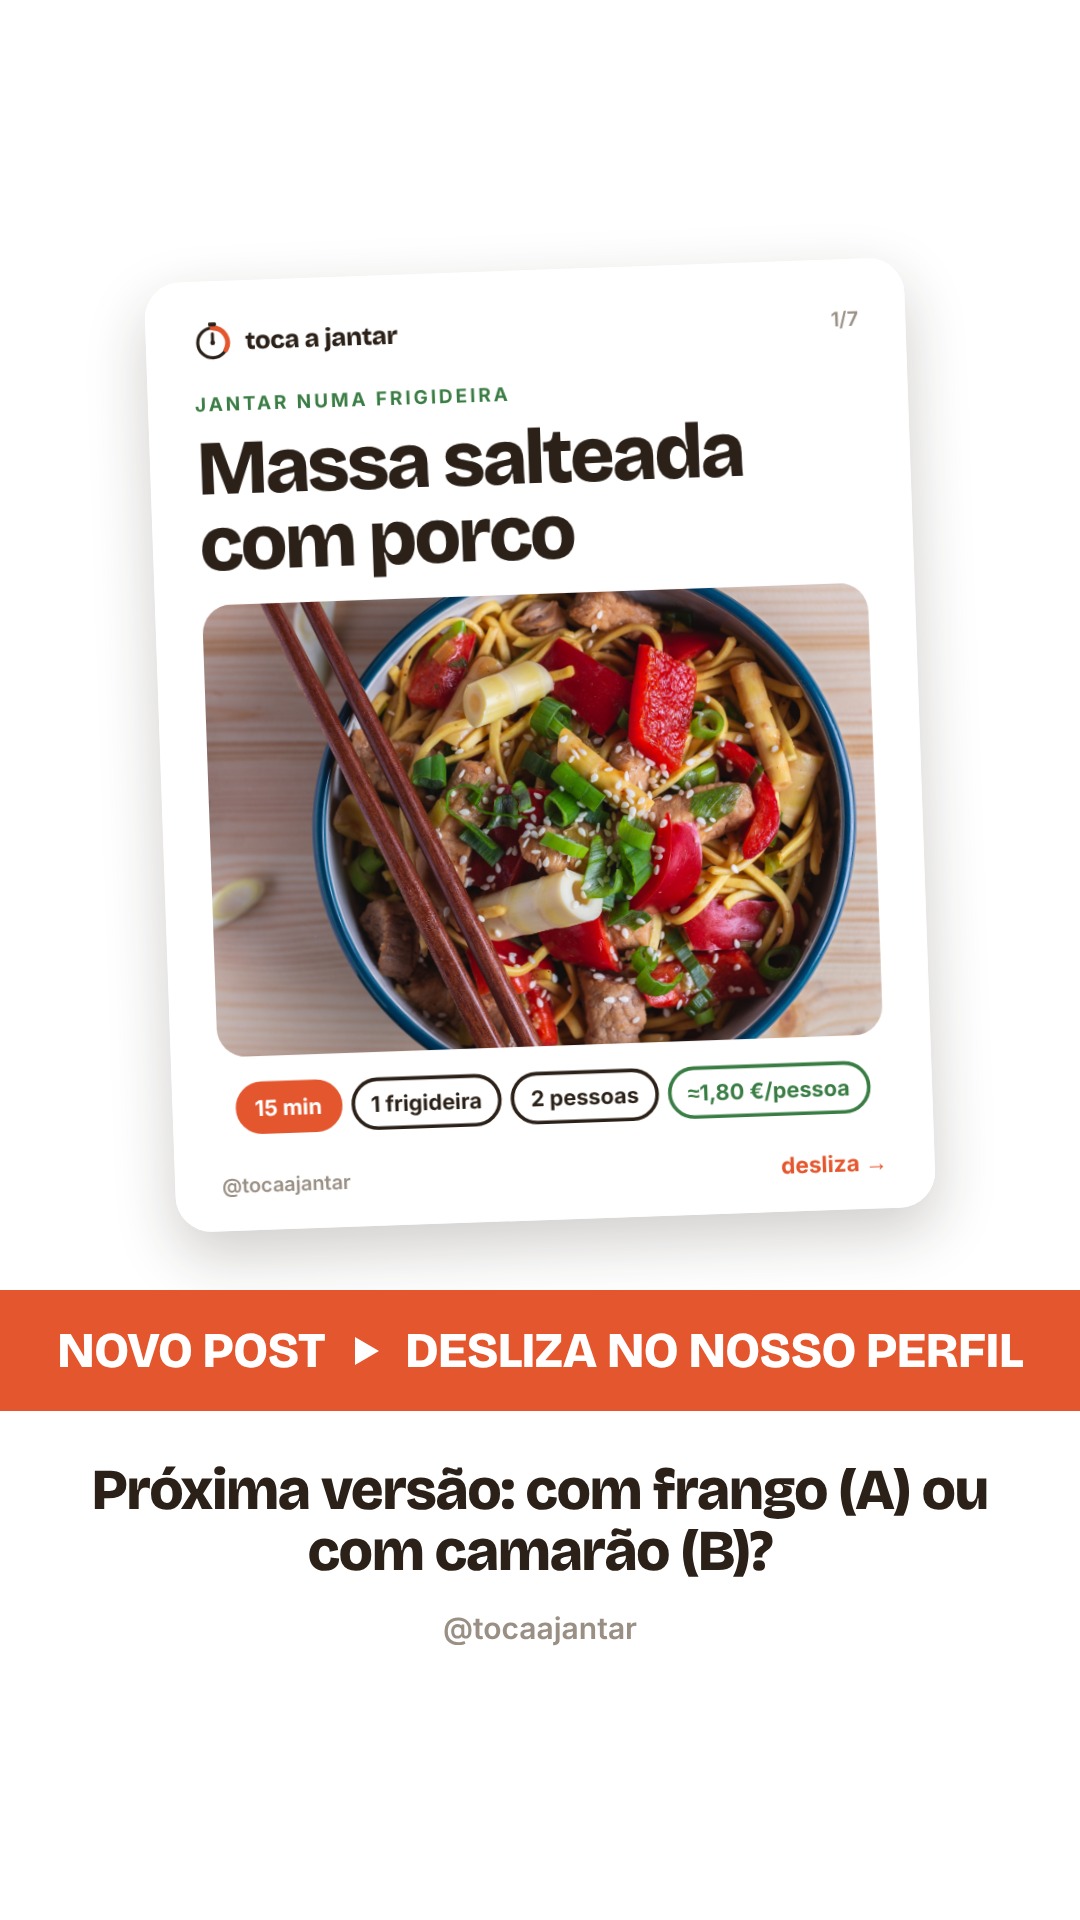 toca a jantar
1/7
JANTAR NUMA FRIGIDEIRA
Massa salteada
com porco
15 min
1 frigideira
2 pessoas
≈1,80 €/pessoa
@tocaajantar
desliza →
NOVO POST ▶ DESLIZA NO NOSSO PERFIL
Próxima versão: com frango (A) ou
com camarão (B)?
@tocaajantar